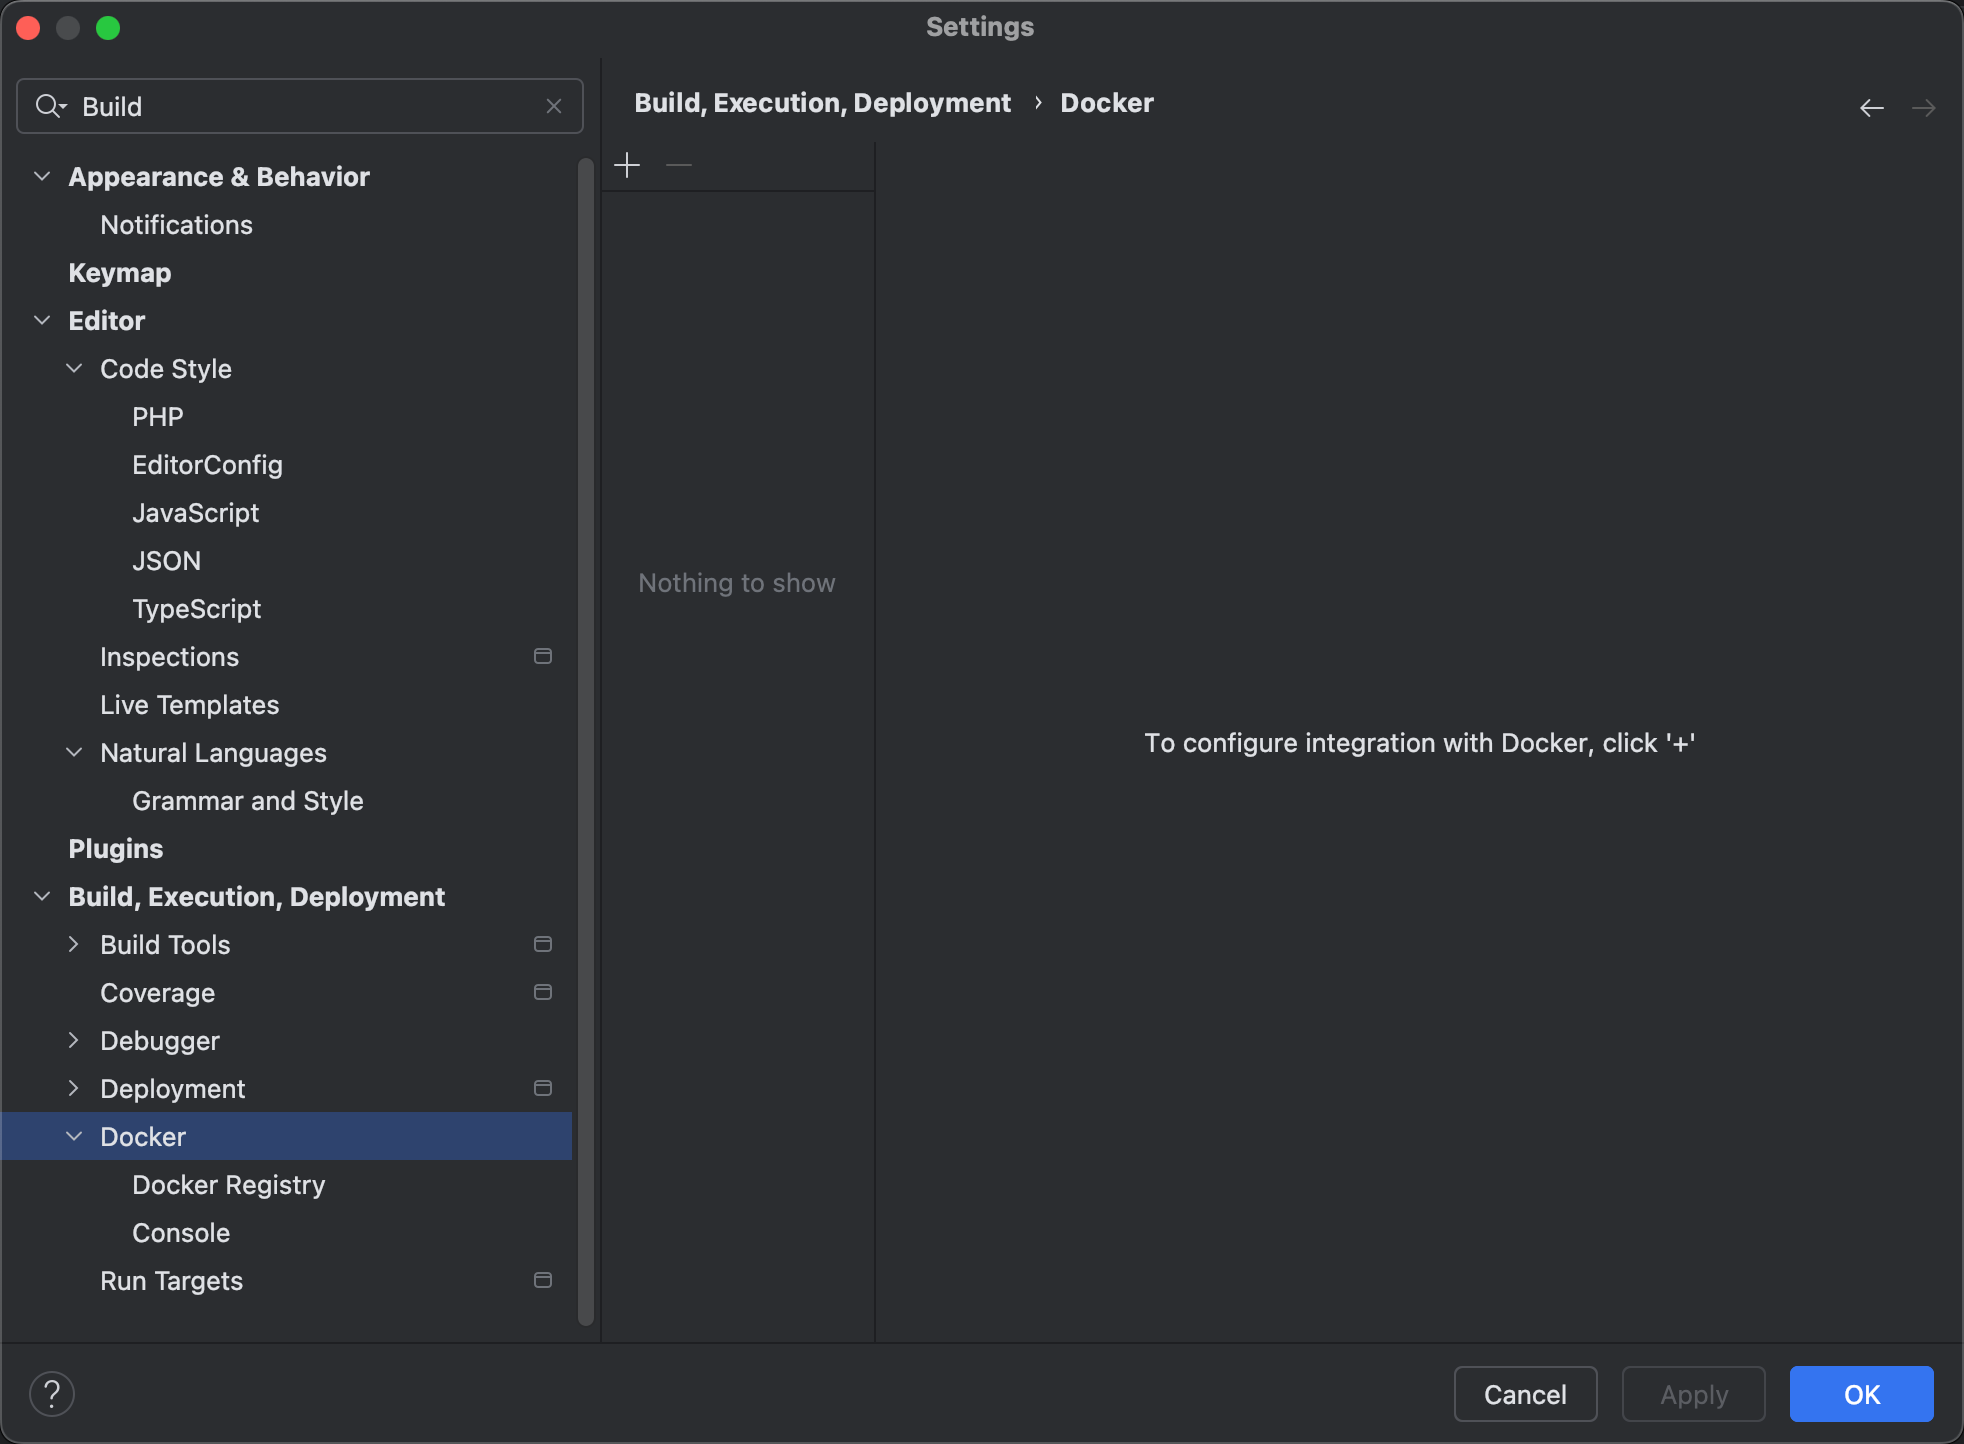 Settings
Build
Appearance & Behavior
Notifications
Keymap
Editor
Code Style
PHP
EditorConfig
JavaScript
JSON
TypeScript
Inspections
Live Templates
Natural Languages
Grammar and Style
Plugins
Build, Execution, Deployment
Build Tools
Coverage
Debugger
Deployment
Docker
Docker Registry
Console
Run Targets
Build, Execution, Deployment › Docker
Nothing to show
To configure integration with Docker, click '+'
?
Cancel
Apply
OK